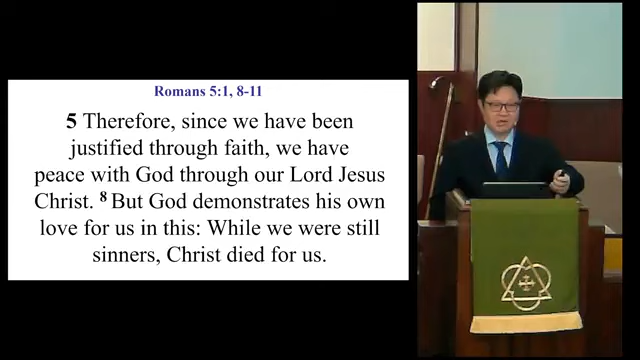 Romans 5:1, 8-11
5 Therefore, since we have been
justified through faith, we have
peace with God through our Lord Jesus
Christ. 8 But God demonstrates his own
love for us in this: While we were still
sinners, Christ died for us.